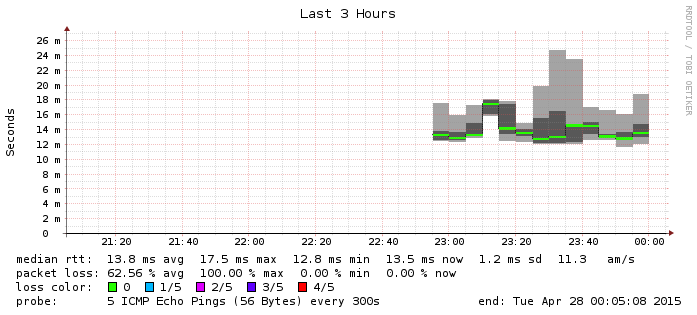 Last 3 Hours
RRDTOOL / TOBI OETIKER
Seconds
26 m
24 m
22 m
20 m
18 m
16 m
14 m
12 m
10 m
8 m
6 m
4 m
2 m
0
21:20 21:40 22:00 22:20 22:40 23:00 23:20 23:40 00:00
median rtt: 13.8 ms avg 17.5 ms max 12.8 ms min 13.5 ms now 1.2 ms sd 11.3 am/s
packet loss: 62.56 % avg 100.00 % max 0.00 % min 0.00 % now
loss color: 0 1/5 2/5 3/5 4/5
probe: 5 ICMP Echo Pings (56 Bytes) every 300s end: Tue Apr 28 00:05:08 2015